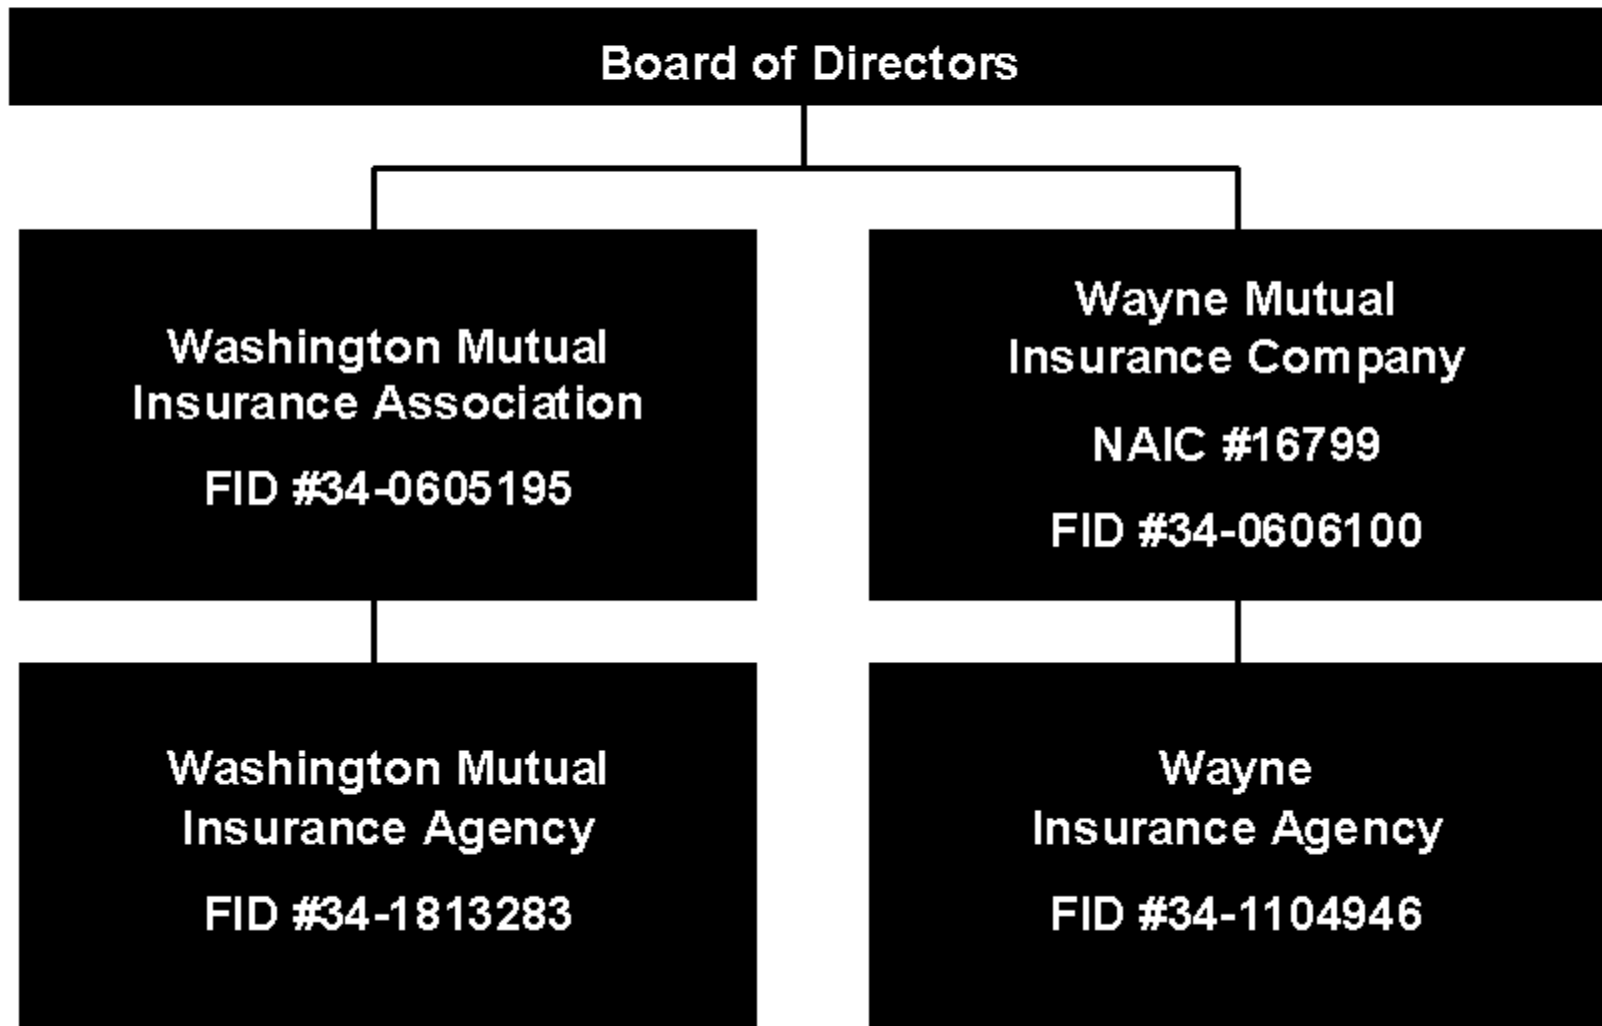 Board of Directors
Washington Mutual
Insurance Association
FID #34-0605195
Wayne Mutual
Insurance Company
NAIC #16799
FID #34-0606100
Washington Mutual
Insurance Agency
FID #34-1813283
Wayne
Insurance Agency
FID #34-1104946